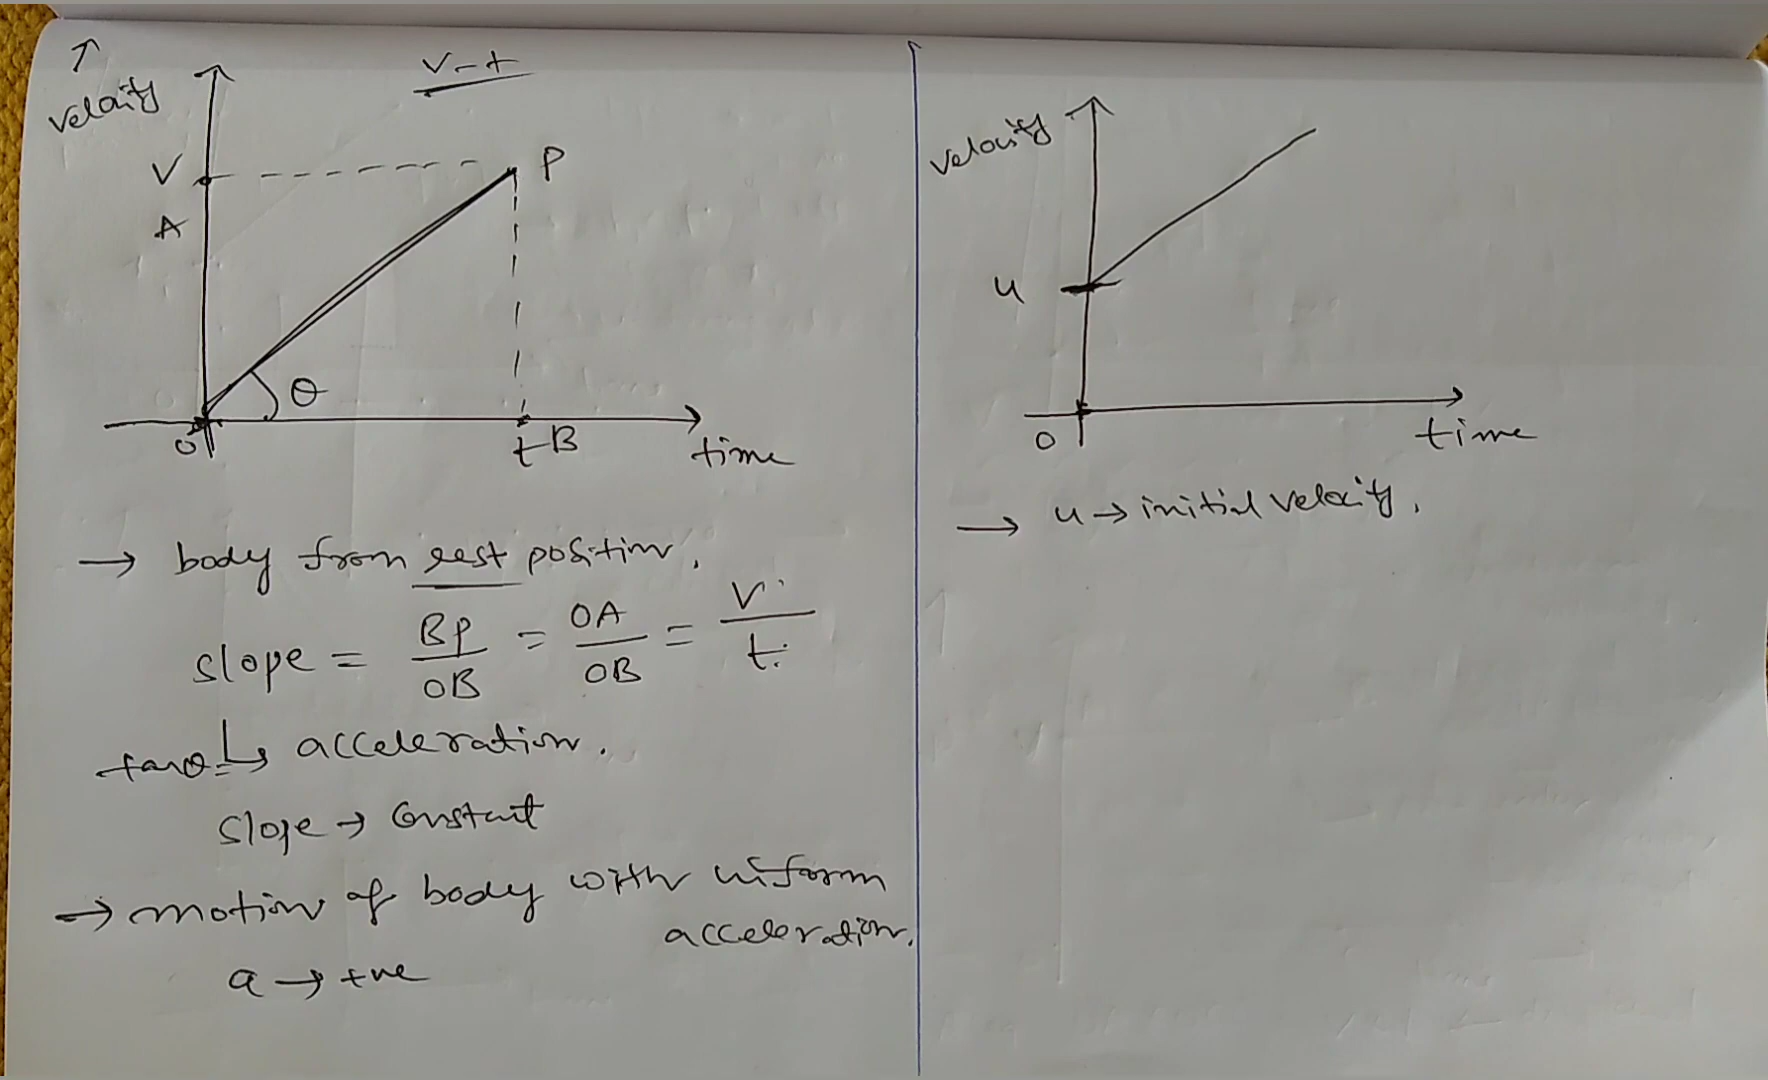 v-t
velocity
V
P
A
θ
O
t B
time
→ body from rest position.
slope = BP/OB = OA/OB = V/t
tanθ = ↳ acceleration.
slope → Constant
→ motion of body with uniform
acceleration.
a → +ve
velocity
u
O
time
→ u → initial velocity.